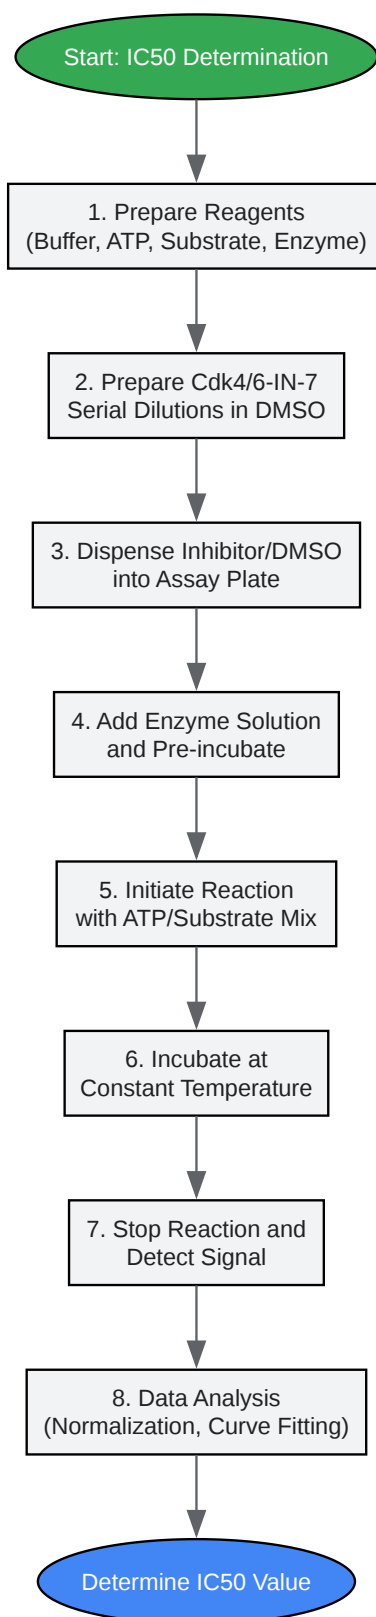 Start: IC50 Determination
1. Prepare Reagents
(Buffer, ATP, Substrate, Enzyme)
2. Prepare Cdk4/6-IN-7
Serial Dilutions in DMSO
3. Dispense Inhibitor/DMSO
into Assay Plate
4. Add Enzyme Solution
and Pre-incubate
5. Initiate Reaction
with ATP/Substrate Mix
6. Incubate at
Constant Temperature
7. Stop Reaction and
Detect Signal
8. Data Analysis
(Normalization, Curve Fitting)
Determine IC50 Value